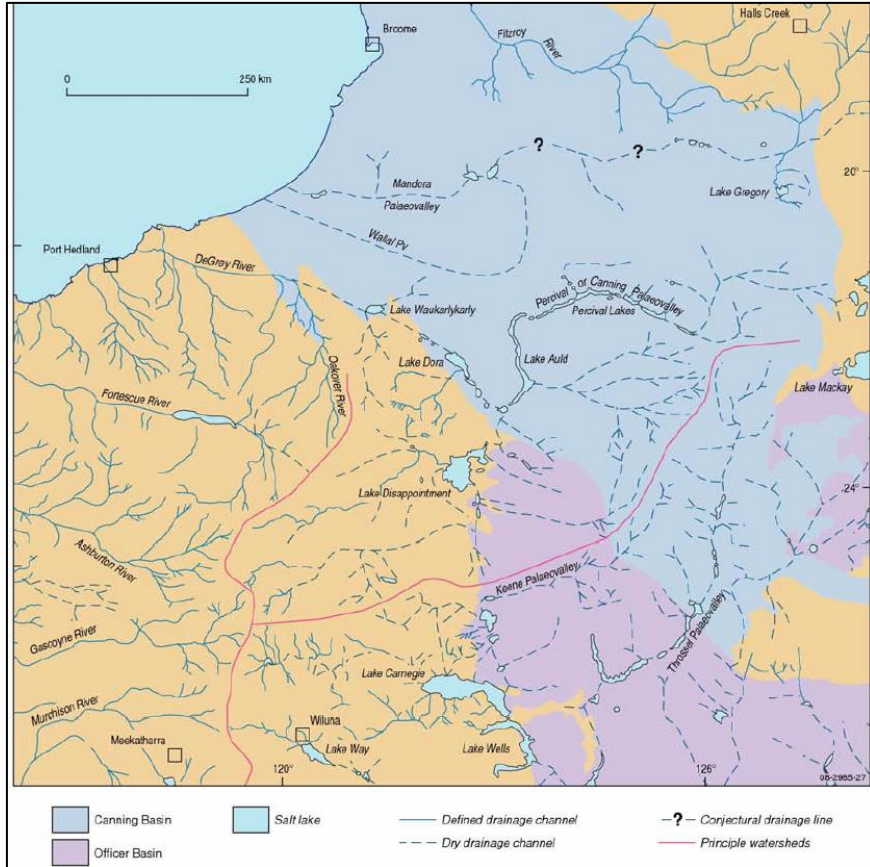 Halls Creek
Broome
Fitzroy
River
0
250 km
?
?
20°
Mandora
Palaeovalley
Lake Gregory
Wallal Pv
Port Hedland
DeGrey River
Percival or Canning Palaeovalley
Percival Lakes
Lake Waukarlykarly
Lake Dora
Lake Auld
Oakover River
Lake Mackay
Fortescue River
24°
Lake Disappointment
Ashburton River
Keene Palaeovalley
Gascoyne River
Throssel Palaeovalley
Lake Carnegie
Murchison River
Wiluna
Meekatharra
Lake Way
Lake Wells
120°
126°
08-2985-27
Canning Basin
Salt lake
Defined drainage channel
?
Conjectural drainage line
Officer Basin
Dry drainage channel
Principle watersheds